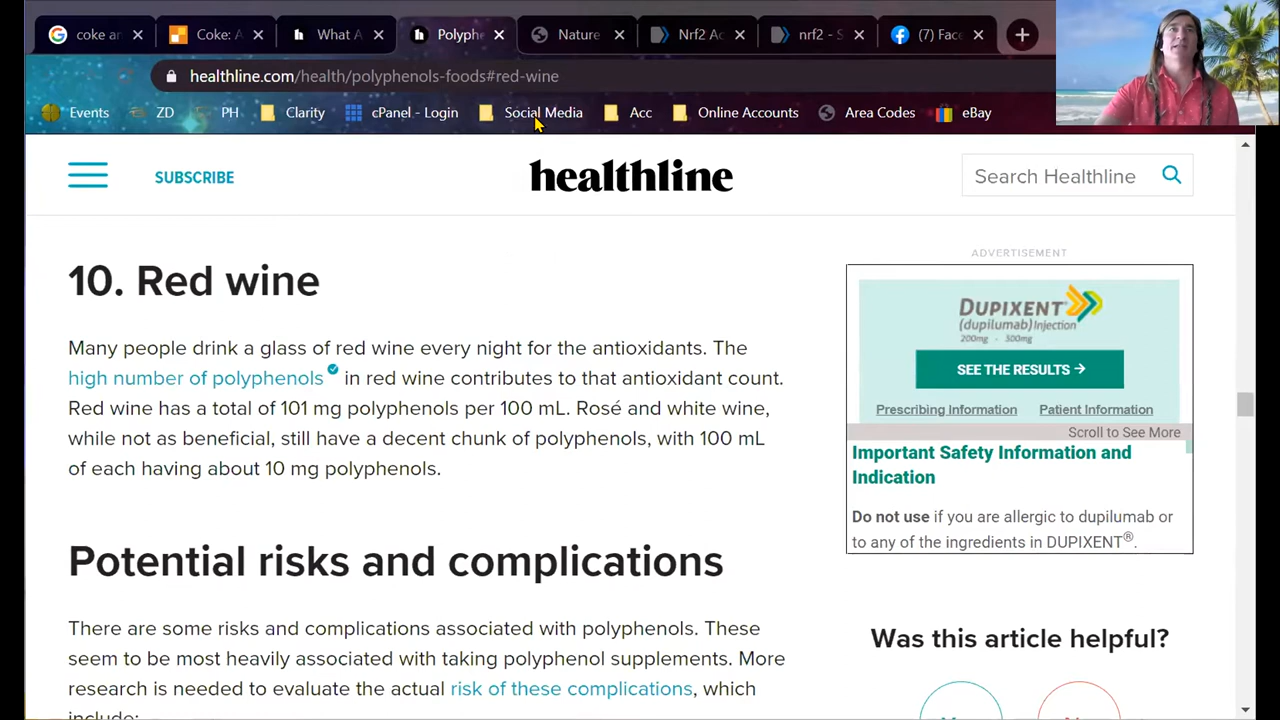 coke ar
Coke: A
What A
Polyph
Nature
Nrf2 Ac
nrf2 - S
(7) Face
healthline.com/health/polyphenols-foods#red-wine
Events
ZD
PH
Clarity
cPanel - Login
Social Media
Acc
Online Accounts
Area Codes
eBay
SUBSCRIBE
healthline
Search Healthline
10. Red wine
Many people drink a glass of red wine every night for the antioxidants. The
high number of polyphenols in red wine contributes to that antioxidant count.
Red wine has a total of 101 mg polyphenols per 100 mL. Rosé and white wine,
while not as beneficial, still have a decent chunk of polyphenols, with 100 mL
of each having about 10 mg polyphenols.
Potential risks and complications
There are some risks and complications associated with polyphenols. These
seem to be most heavily associated with taking polyphenol supplements. More
research is needed to evaluate the actual risk of these complications, which
include:
ADVERTISEMENT
DUPIXENT
(dupilumab) Injection
200mg · 300mg
SEE THE RESULTS →
Prescribing Information
Patient Information
Scroll to See More
Important Safety Information and
Indication
Do not use if you are allergic to dupilumab or
to any of the ingredients in DUPIXENT®.
Was this article helpful?